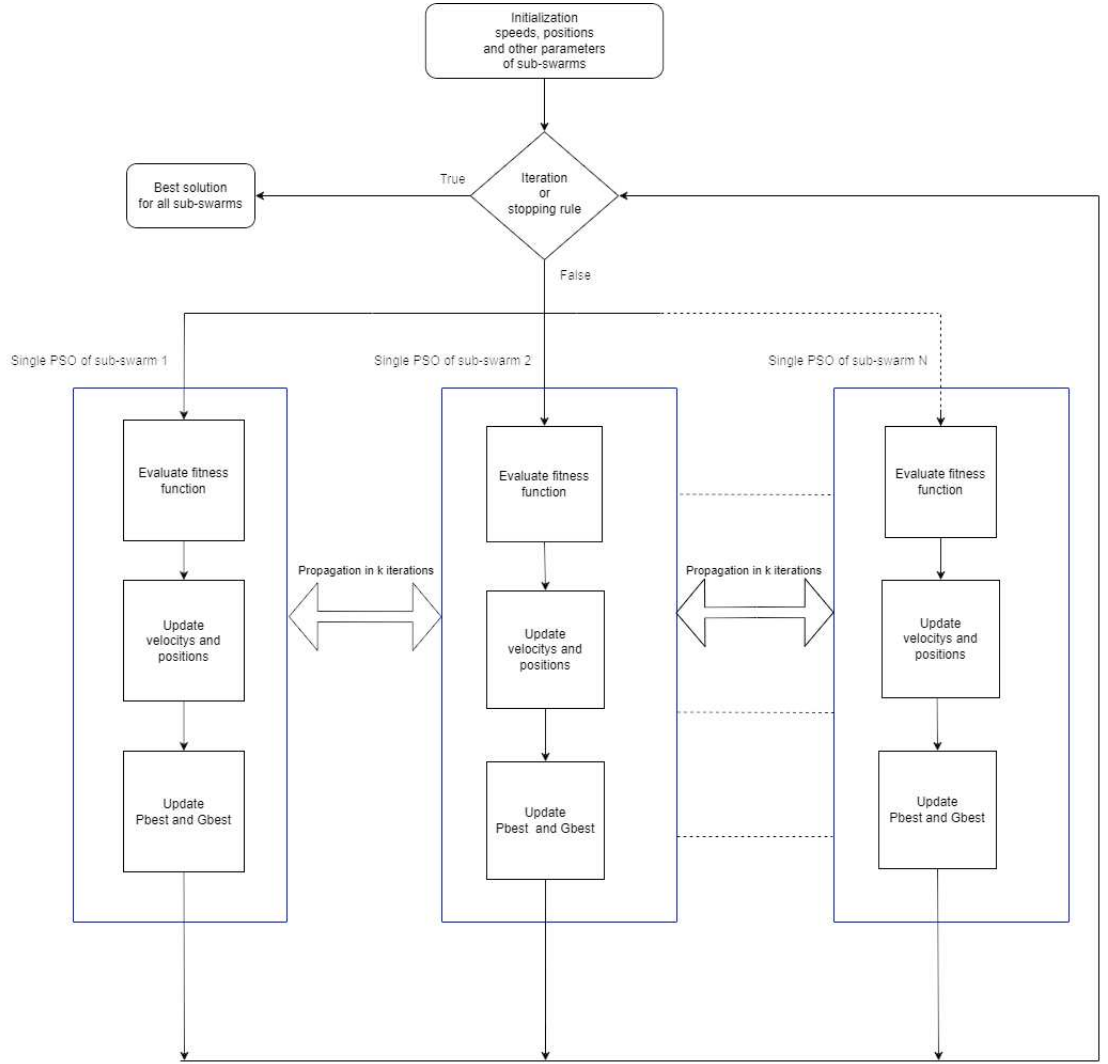 Initialization
speeds, positions
and other parameters
of sub-swarms
True
Iteration
or
stopping rule
Best solution
for all sub-swarms
False
Single PSO of sub-swarm 1
Single PSO of sub-swarm 2
Single PSO of sub-swarm N
Evaluate fitness
function
Evaluate fitness
function
Evaluate fitness
function
Propagation in k iterations
Propagation in k iterations
Update
velocitys and
positions
Update
velocitys and
positions
Update
velocitys and
positions
Update
Pbest and Gbest
Update
Pbest and Gbest
Update
Pbest and Gbest